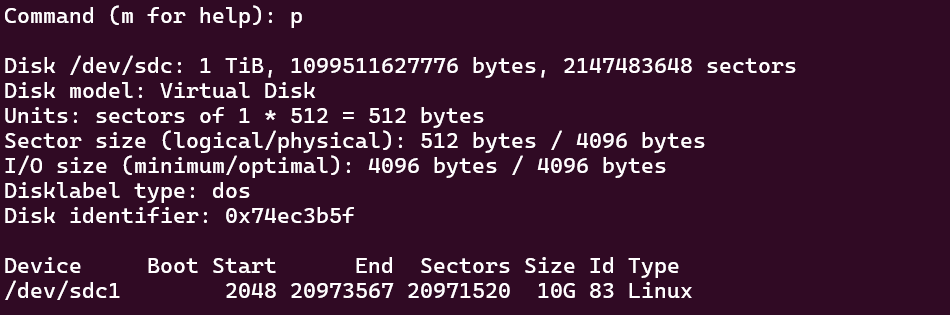 Command (m for help): p
Disk /dev/sdc: 1 TiB, 1099511627776 bytes, 2147483648 sectors
Disk model: Virtual Disk
Units: sectors of 1 * 512 = 512 bytes
Sector size (logical/physical): 512 bytes / 4096 bytes
I/O size (minimum/optimal): 4096 bytes / 4096 bytes
Disklabel type: dos
Disk identifier: 0x74ec3b5f
Device     Boot Start      End  Sectors Size Id Type
/dev/sdc1        2048 20973567 20971520  10G 83 Linux